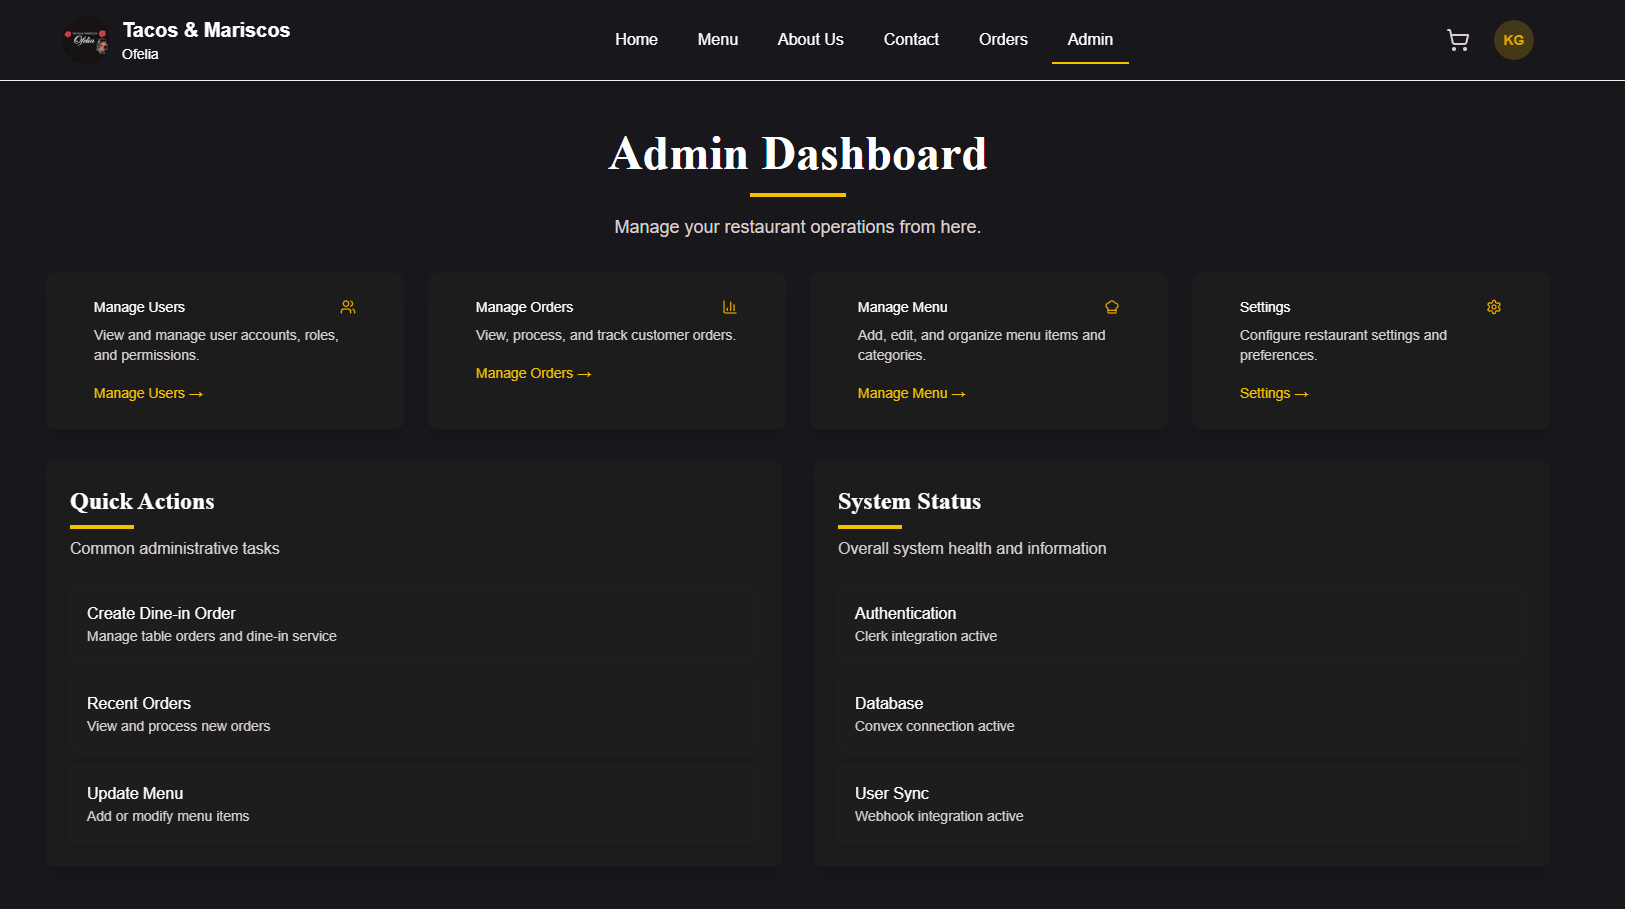 Ofelia
Tacos & Mariscos
Ofelia
Home
Menu
About Us
Contact
Orders
Admin
KG
Admin Dashboard
Manage your restaurant operations from here.
Manage Users
View and manage user accounts, roles,
and permissions.
Manage Users →
Manage Orders
View, process, and track customer orders.
Manage Orders →
Manage Menu
Add, edit, and organize menu items and
categories.
Manage Menu →
Settings
Configure restaurant settings and
preferences.
Settings →
Quick Actions
Common administrative tasks
Create Dine-in Order
Manage table orders and dine-in service
Recent Orders
View and process new orders
Update Menu
Add or modify menu items
System Status
Overall system health and information
Authentication
Clerk integration active
Database
Convex connection active
User Sync
Webhook integration active